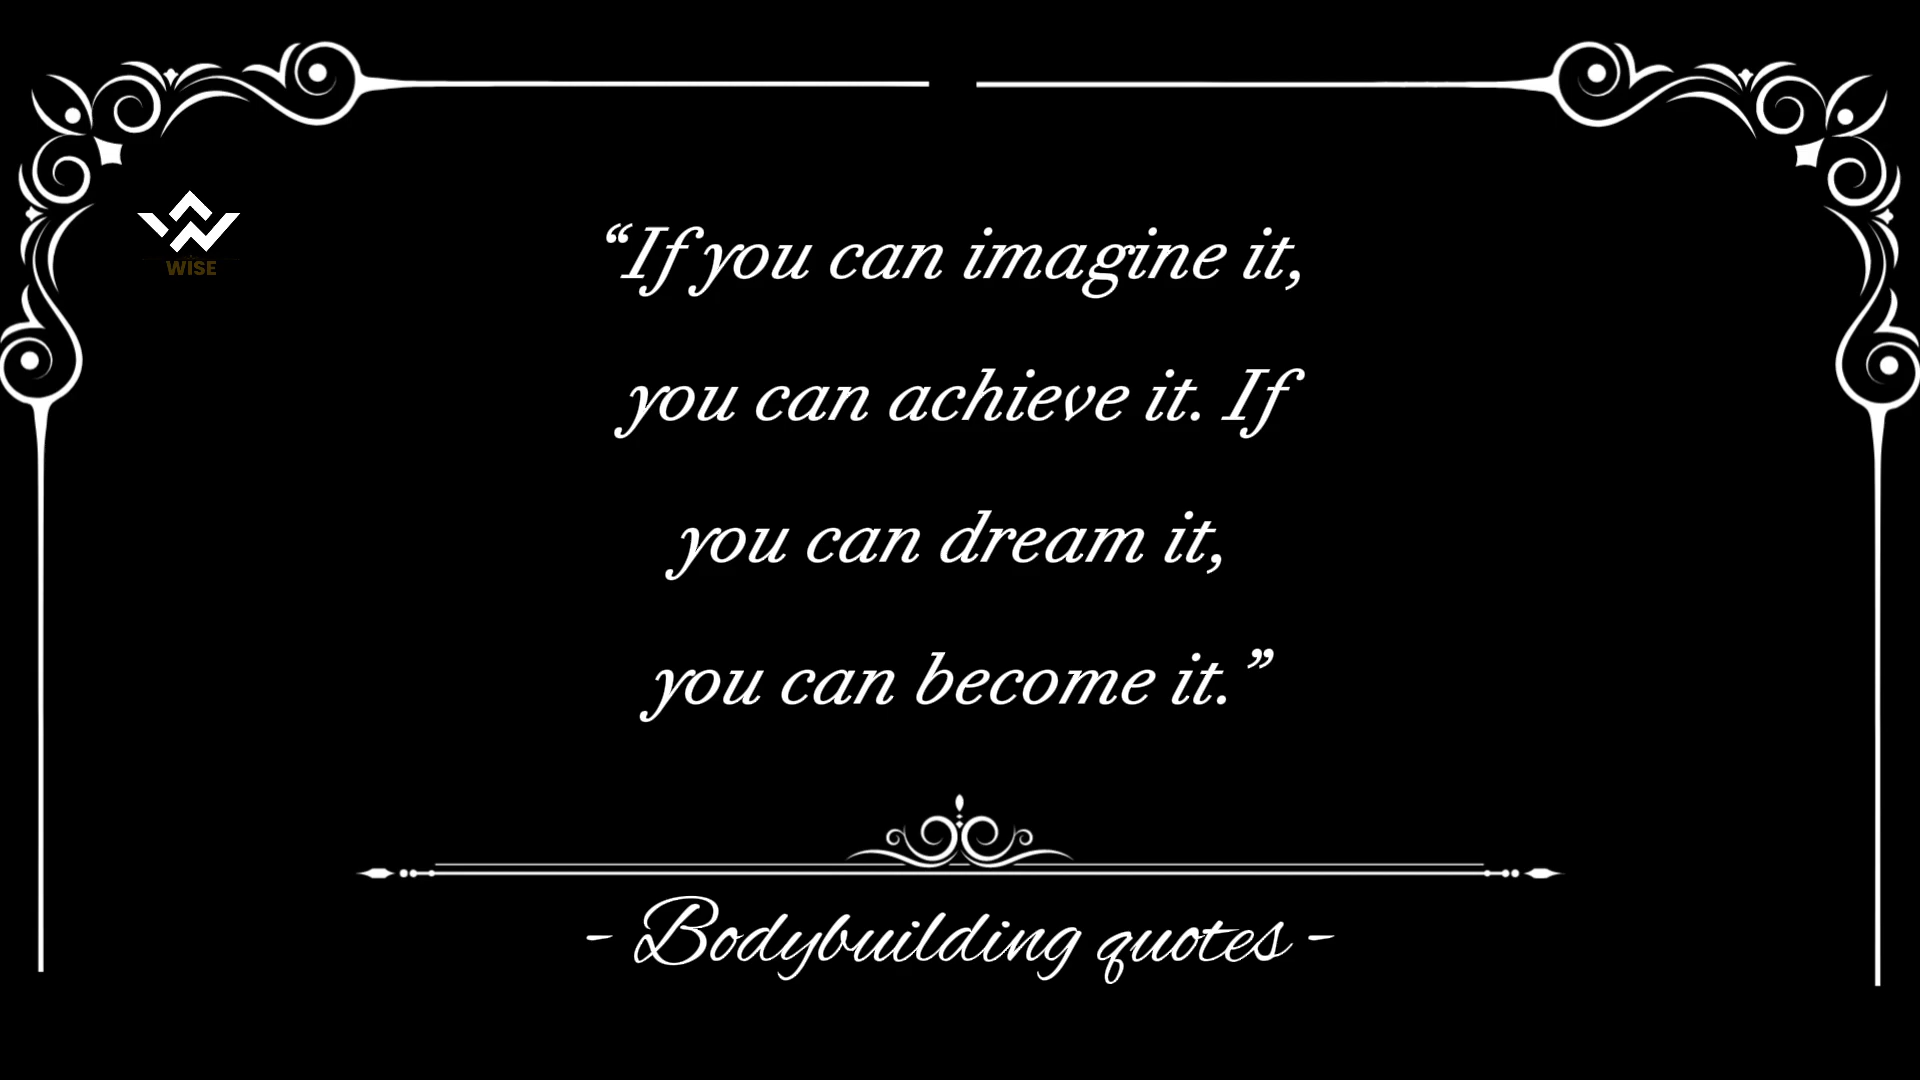 WISE
“If you can imagine it,
you can achieve it. If
you can dream it,
you can become it.”
- Bodybuilding quotes -